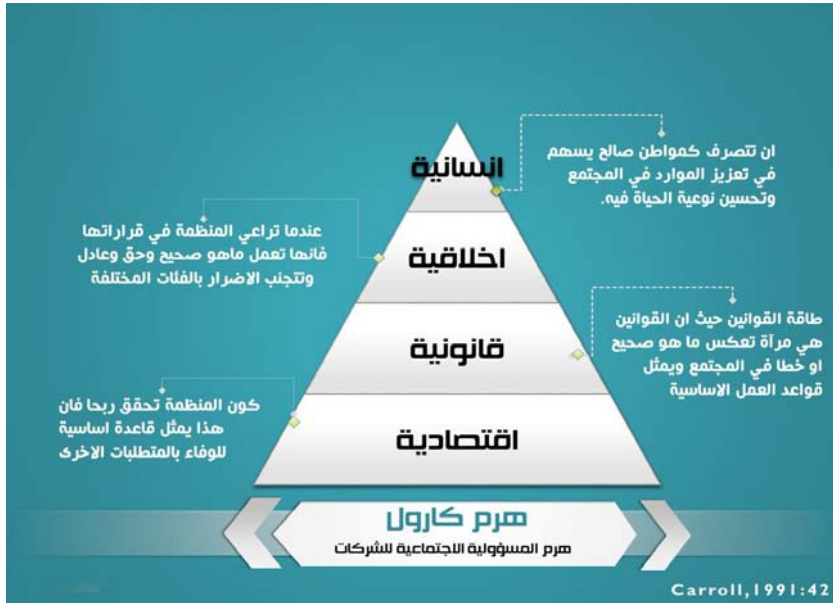 انسانية
ان تتصرف كمواطن صالح يسهم
في تعزيز الموارد في المجتمع
وتحسين نوعية الحياة فيه.
اخلاقية
عندما تراعي المنظمة في قراراتها
فانها تعمل ماهو صحيح وحق وعادل
وتتجنب الاضرار بالفئات المختلفة
قانونية
طاقة القوانين حيث ان القوانين
هي مرآة تعكس ما هو صحيح
او خطا في المجتمع ويمثل
قواعد العمل الاساسية
اقتصادية
كون المنظمة تحقق ربحا فان
هذا يمثل قاعدة اساسية
للوفاء بالمتطلبات الاخرى
هرم كارول
هرم المسؤولية الاجتماعية للشركات
Carroll,1991:42